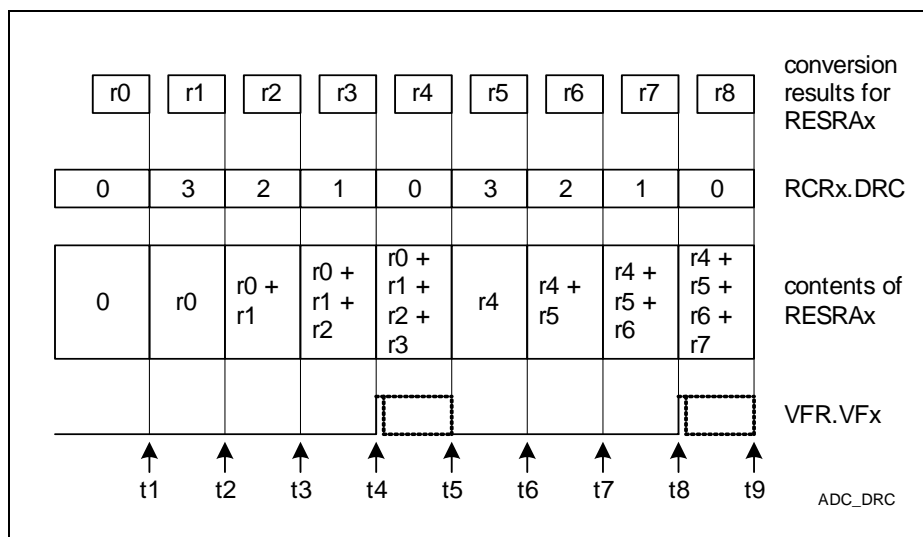 r0 r1 r2 r3 r4 r5 r6 r7 r8
conversion
results for
RESRAx
0 3 2 1 0 3 2 1 0
RCRx.DRC
0
r0
r0 +
r1
r0 +
r1 +
r2
r0 +
r1 +
r2 +
r3
r4
r4 +
r5
r4 +
r5 +
r6
r4 +
r5 +
r6 +
r7
contents of
RESRAx
VFR.VFx
t1 t2 t3 t4 t5 t6 t7 t8 t9
ADC_DRC